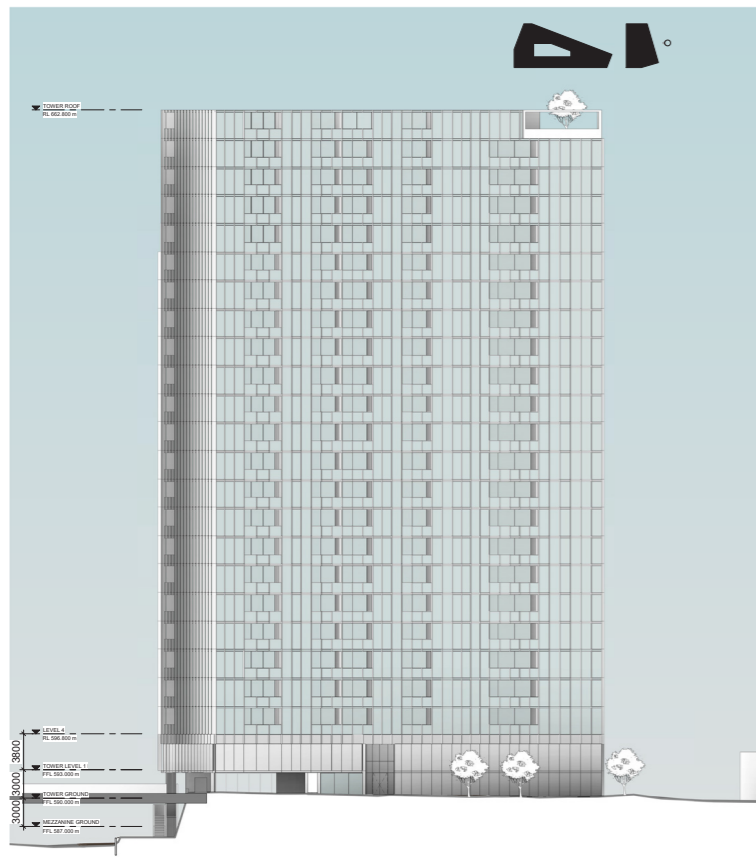 TOWER ROOF
RL 662.800 m
LEVEL 4
RL 596.800 m
3800
TOWER LEVEL 1
FFL 593.000 m
3000
TOWER GROUND
FFL 590.000 m
3000
MEZZANINE GROUND
FFL 587.000 m